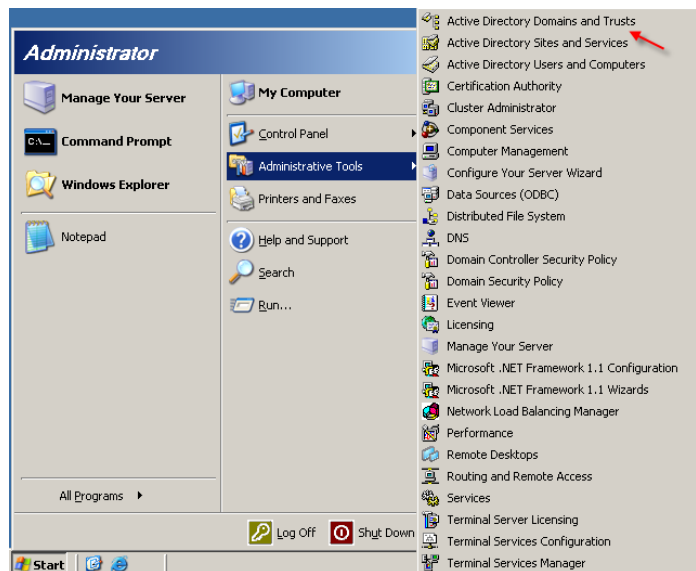 Administrator
Manage Your Server
Command Prompt
Windows Explorer
Notepad
All Programs
My Computer
Control Panel
Administrative Tools
Printers and Faxes
Help and Support
Search
Run...
Log Off
Shut Down
Start
Active Directory Domains and Trusts
Active Directory Sites and Services
Active Directory Users and Computers
Certification Authority
Cluster Administrator
Component Services
Computer Management
Configure Your Server Wizard
Data Sources (ODBC)
Distributed File System
DNS
Domain Controller Security Policy
Domain Security Policy
Event Viewer
Licensing
Manage Your Server
Microsoft .NET Framework 1.1 Configuration
Microsoft .NET Framework 1.1 Wizards
Network Load Balancing Manager
Performance
Remote Desktops
Routing and Remote Access
Services
Terminal Server Licensing
Terminal Services Configuration
Terminal Services Manager